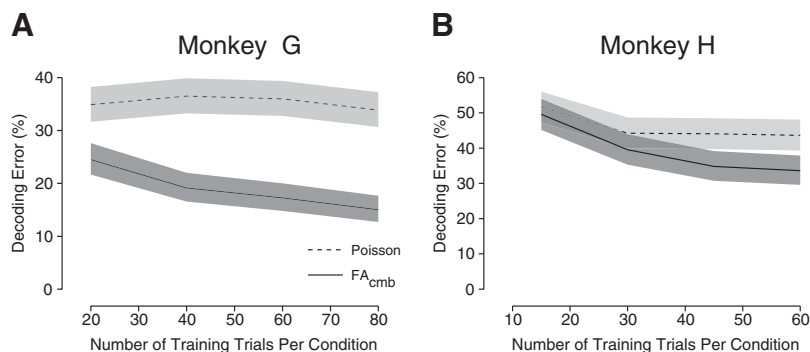 A
Monkey G
Decoding Error (%)
40
30
20
10
0
Poisson
FAcmb
20 30 40 50 60 70 80
Number of Training Trials Per Condition
B
Monkey H
Decoding Error (%)
60
50
40
30
20
10
0
10 20 30 40 50 60
Number of Training Trials Per Condition